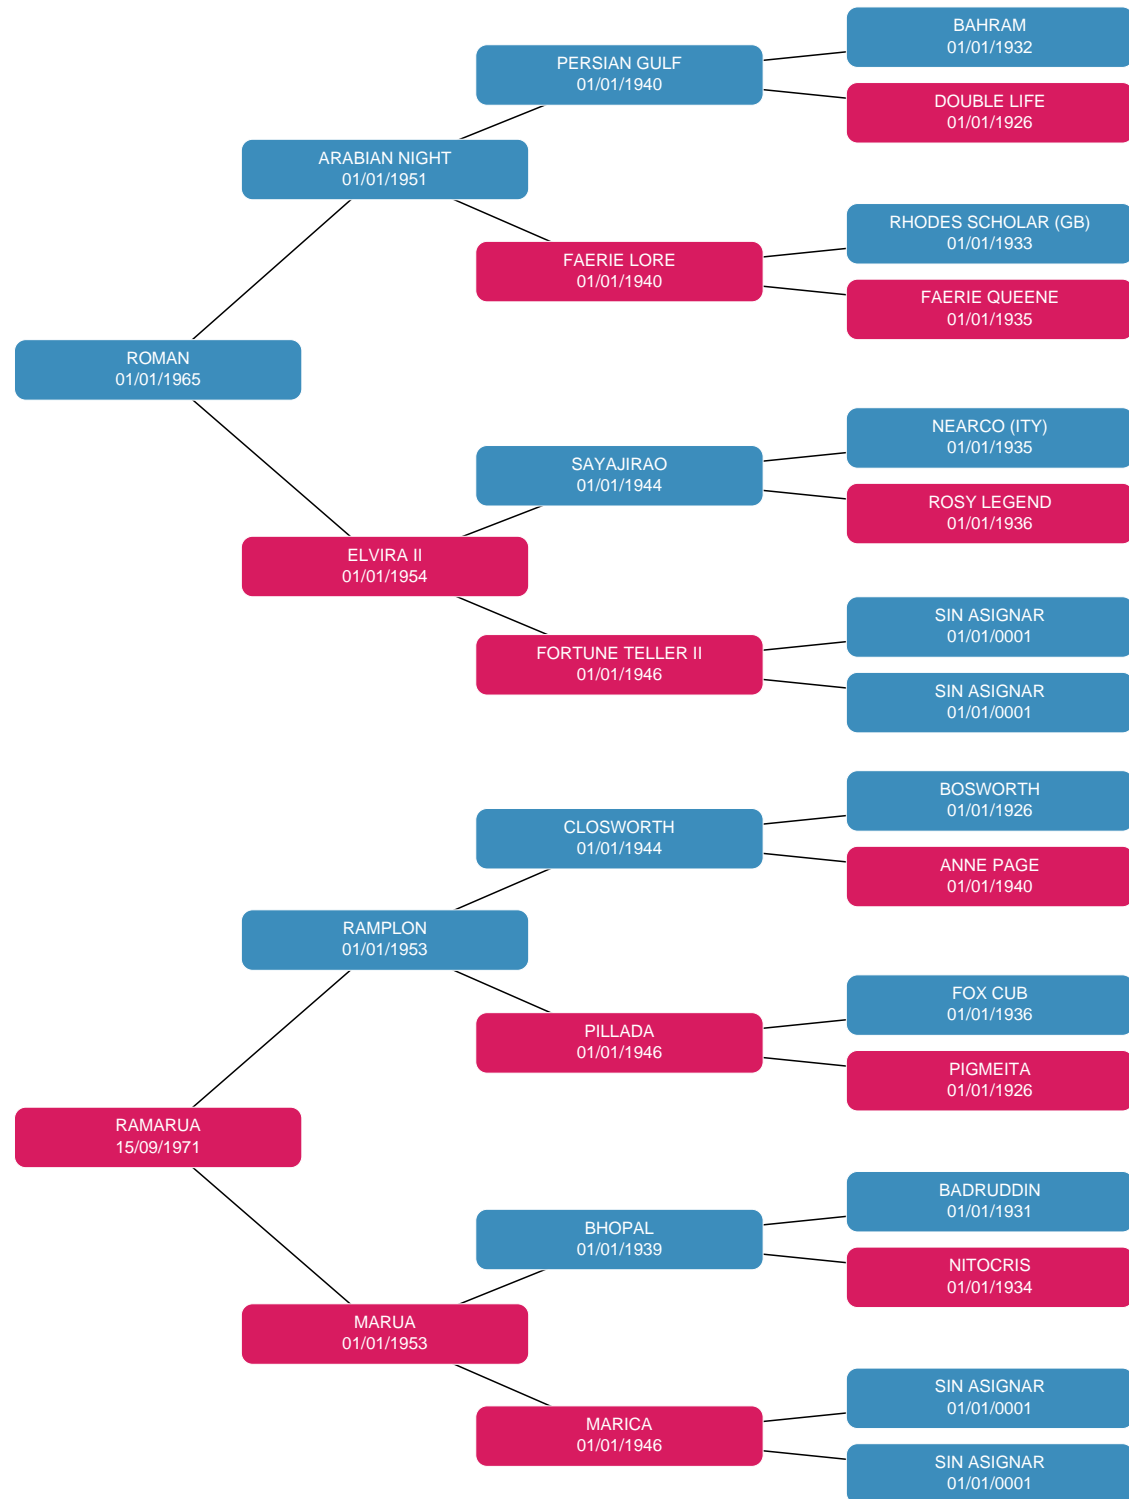 BAHRAM
01/01/1932
PERSIAN GULF
01/01/1940
DOUBLE LIFE
01/01/1926
ARABIAN NIGHT
01/01/1951
RHODES SCHOLAR (GB)
01/01/1933
FAERIE LORE
01/01/1940
FAERIE QUEENE
01/01/1935
ROMAN
01/01/1965
NEARCO (ITY)
01/01/1935
SAYAJIRAO
01/01/1944
ROSY LEGEND
01/01/1936
ELVIRA II
01/01/1954
SIN ASIGNAR
01/01/0001
FORTUNE TELLER II
01/01/1946
SIN ASIGNAR
01/01/0001
BOSWORTH
01/01/1926
CLOSWORTH
01/01/1944
ANNE PAGE
01/01/1940
RAMPLON
01/01/1953
FOX CUB
01/01/1936
PILLADA
01/01/1946
PIGMEITA
01/01/1926
RAMARUA
15/09/1971
BADRUDDIN
01/01/1931
BHOPAL
01/01/1939
NITOCRIS
01/01/1934
MARUA
01/01/1953
SIN ASIGNAR
01/01/0001
MARICA
01/01/1946
SIN ASIGNAR
01/01/0001